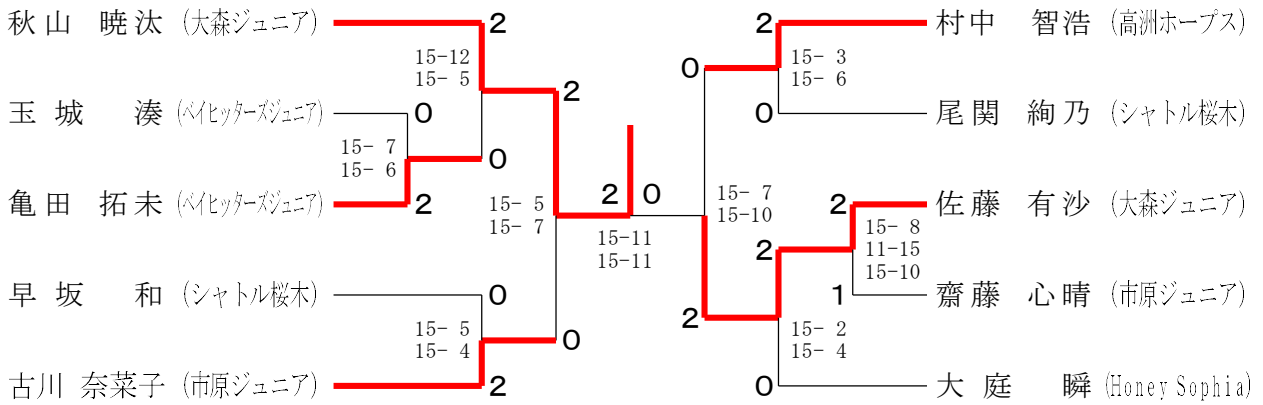 秋山 暁汰 (大森ジュニア) 2 2 村中 智浩 (高洲ホープス)
15-12 0 15- 3
15- 5 15- 6
2
玉城 湊 (ベイヒッターズジュニア) 0 0 尾関 絢乃 (シャトル桜木)
15- 7 0
15- 6
亀田 拓未 (ベイヒッターズジュニア) 2 15- 5 2 0 15- 7 2 佐藤 有沙 (大森ジュニア)
15- 7 15-10 15- 8
15-11 2 11-15
15-11 15-10
早坂 和 (シャトル桜木) 0 1 齋藤 心晴 (市原ジュニア)
2
15- 5 0 15- 2
15- 4 15- 4
古川 奈菜子 (市原ジュニア) 2 0 大庭 瞬 (Honey Sophia)